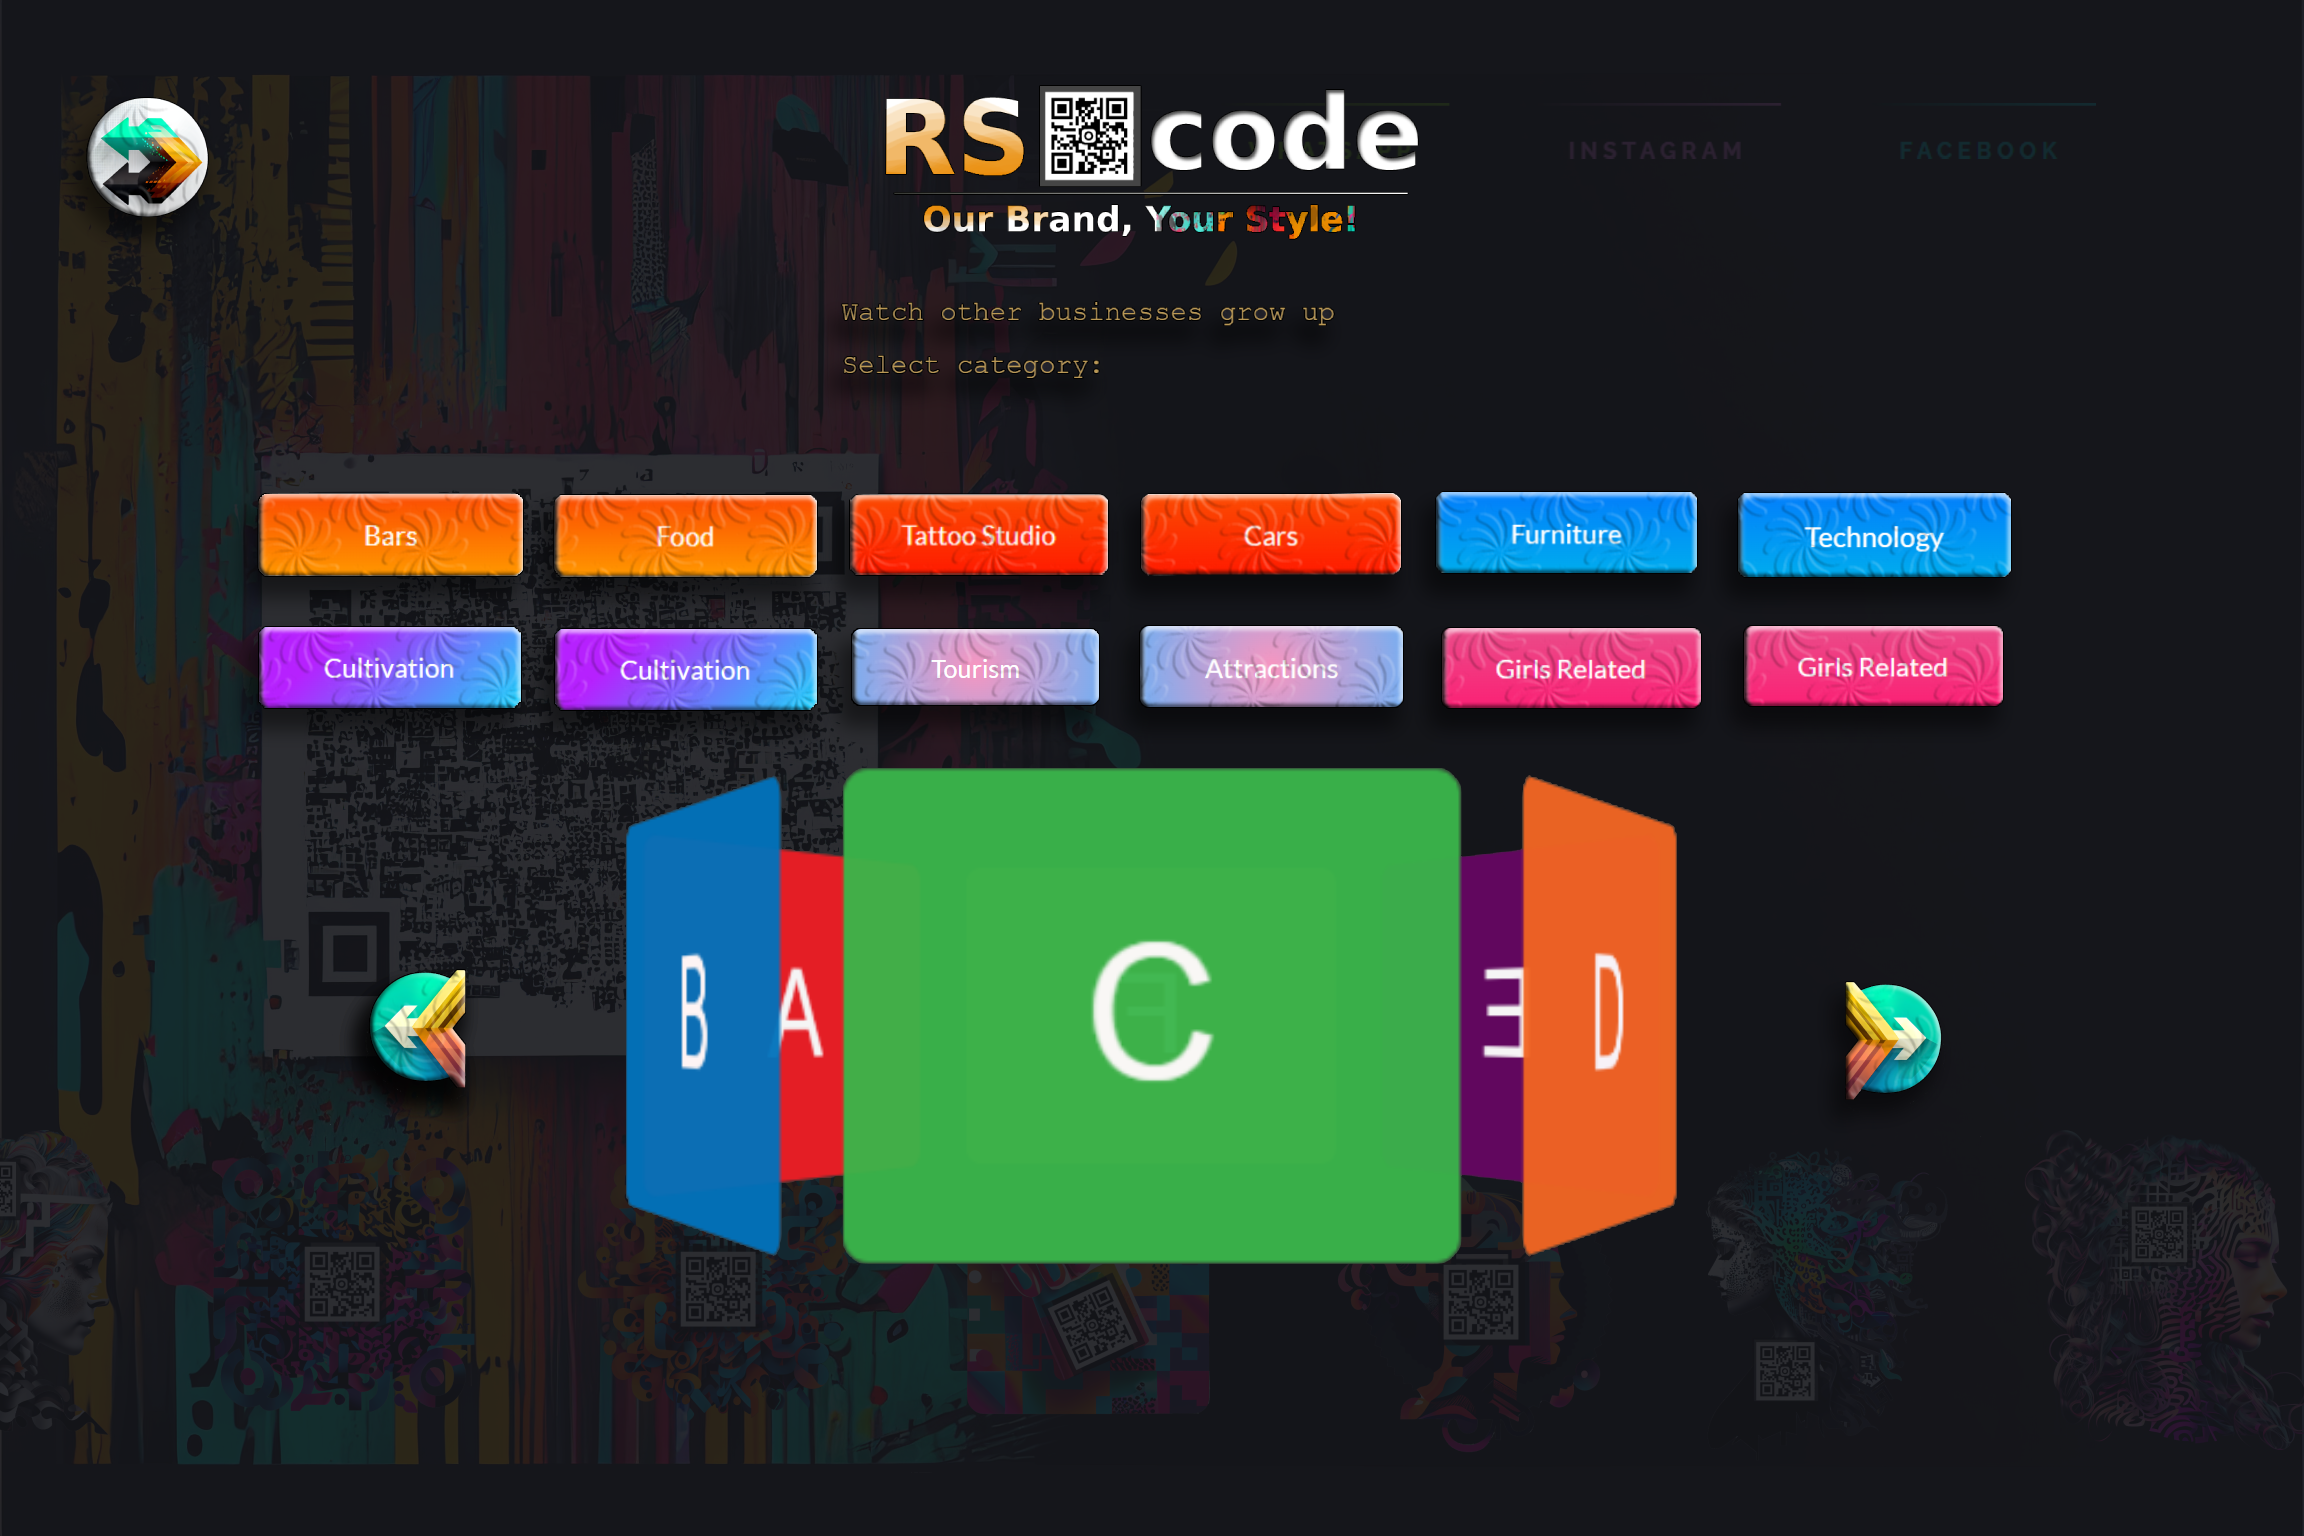 RS code
INSTAGRAM
FACEBOOK
Our Brand, Your Style!
Watch other businesses grow up
Select category:
Bars
Food
Tattoo Studio
Cars
Furniture
Technology
Cultivation
Cultivation
Tourism
Attractions
Girls Related
Girls Related
B
A
C
E
D